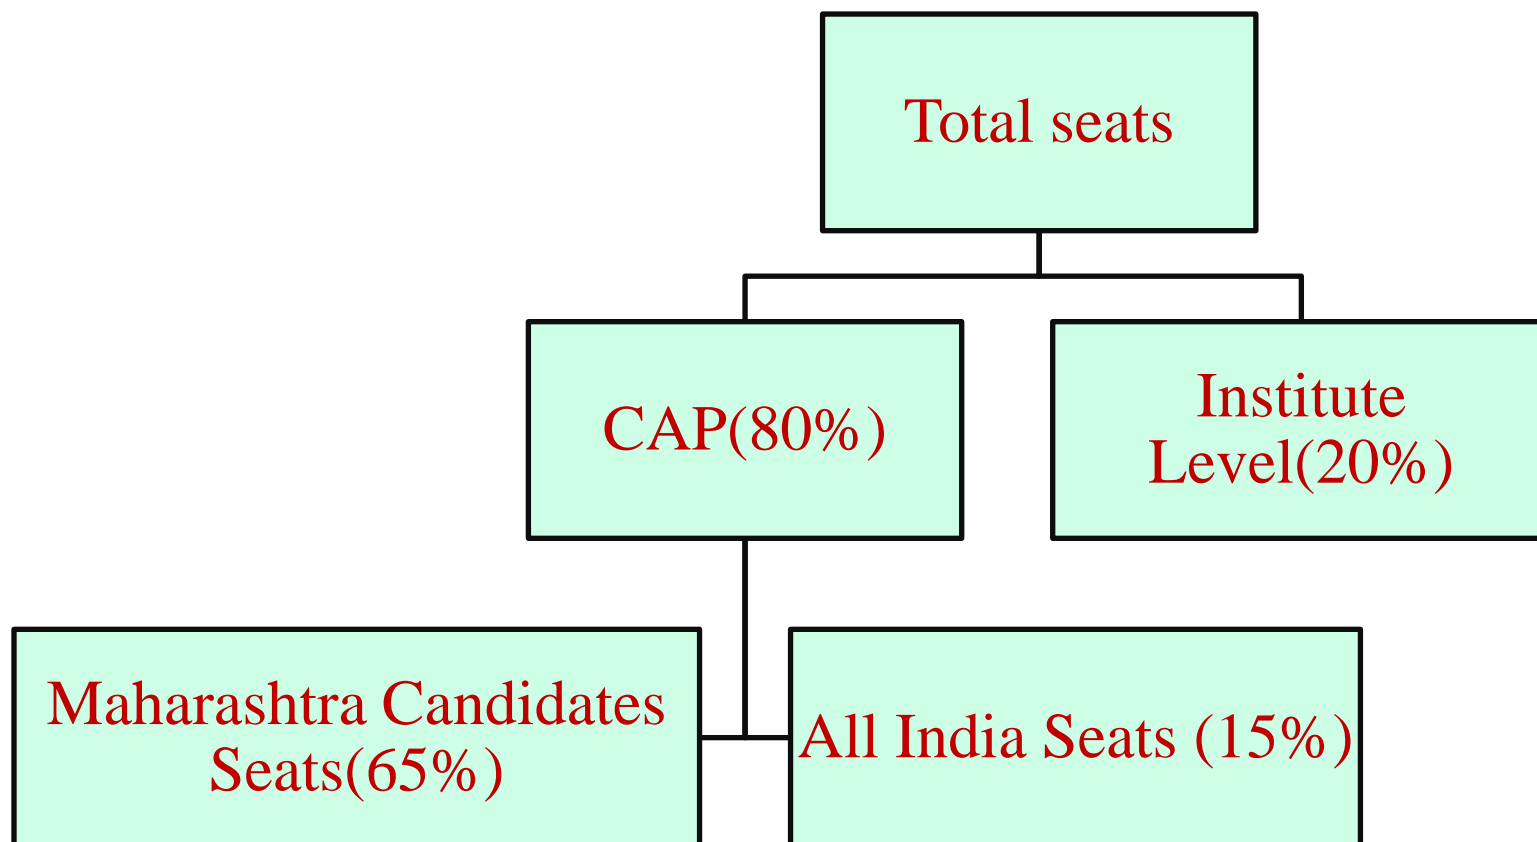 Total seats
CAP(80%)
Institute
Level(20%)
Maharashtra Candidates
Seats(65%)
All India Seats (15%)